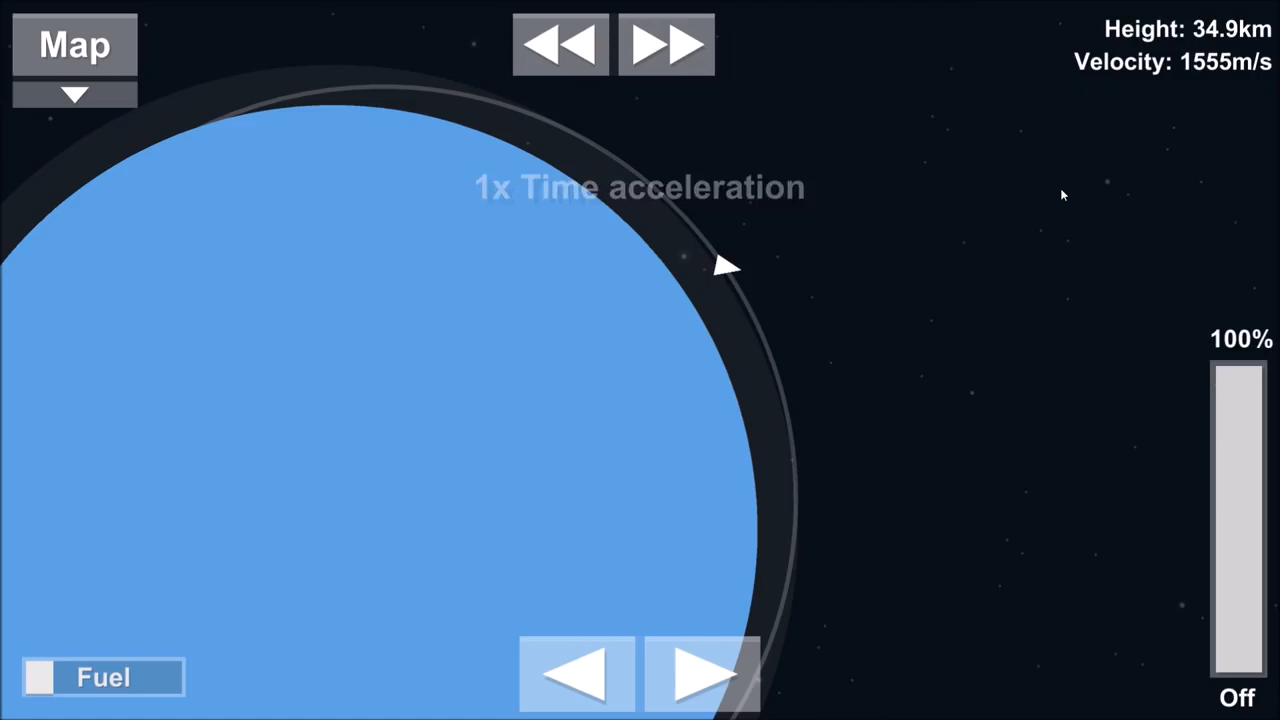 Map
Height: 34.9km
Velocity: 1555m/s
1x Time acceleration
100%
Fuel
Off